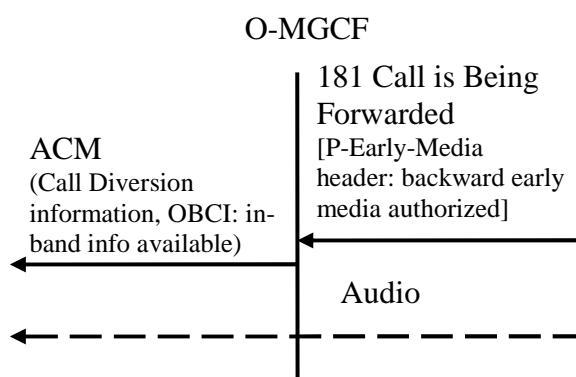 O-MGCF
181 Call is Being
Forwarded
[P-Early-Media
header: backward early
media authorized]
ACM
(Call Diversion
information, OBCI: in-
band info available)
Audio